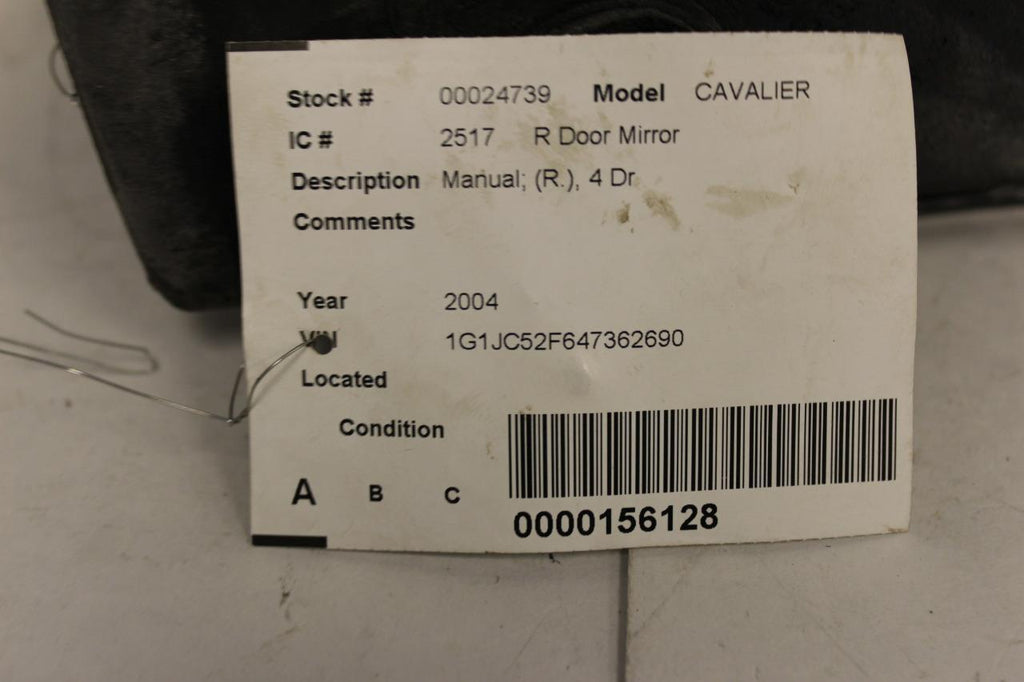 Stock # 00024739 Model CAVALIER
IC # 2517 R Door Mirror
Description Manual; (R.), 4 Dr
Comments
Year 2004
VIN 1G1JC52F647362690
Located
Condition
A B C
0000156128